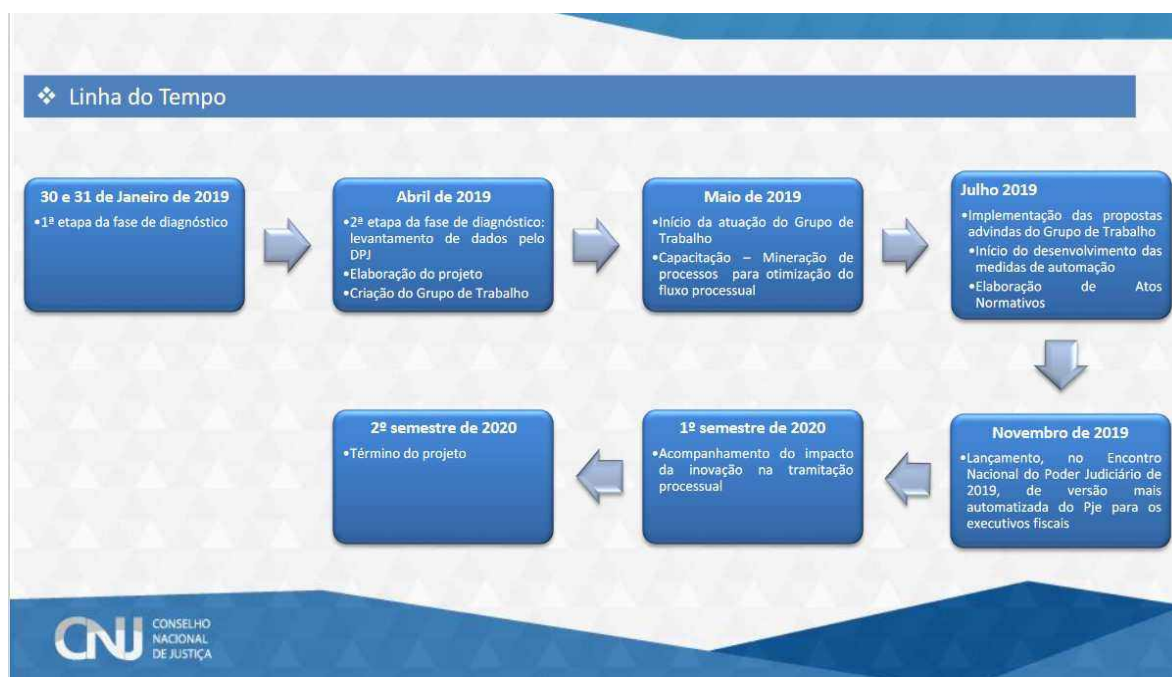 ❖ Linha do Tempo
30 e 31 de Janeiro de 2019
•1ª etapa da fase de diagnóstico
Abril de 2019
•2ª etapa da fase de diagnóstico:
levantamento de dados pelo
DPJ
•Elaboração do projeto
•Criação do Grupo de Trabalho
Maio de 2019
•Início da atuação do Grupo de
Trabalho
•Capacitação – Mineração de
processos para otimização do
fluxo processual
Julho 2019
•Implementação das propostas
advindas do Grupo de Trabalho
•Início do desenvolvimento das
medidas de automação
•Elaboração de Atos
Normativos
Novembro de 2019
•Lançamento, no Encontro
Nacional do Poder Judiciário de
2019, de versão mais
automatizada do Pje para os
executivos fiscais
1º semestre de 2020
•Acompanhamento do impacto
da inovação na tramitação
processual
2º semestre de 2020
•Término do projeto
CNJ
CONSELHO
NACIONAL
DE JUSTIÇA